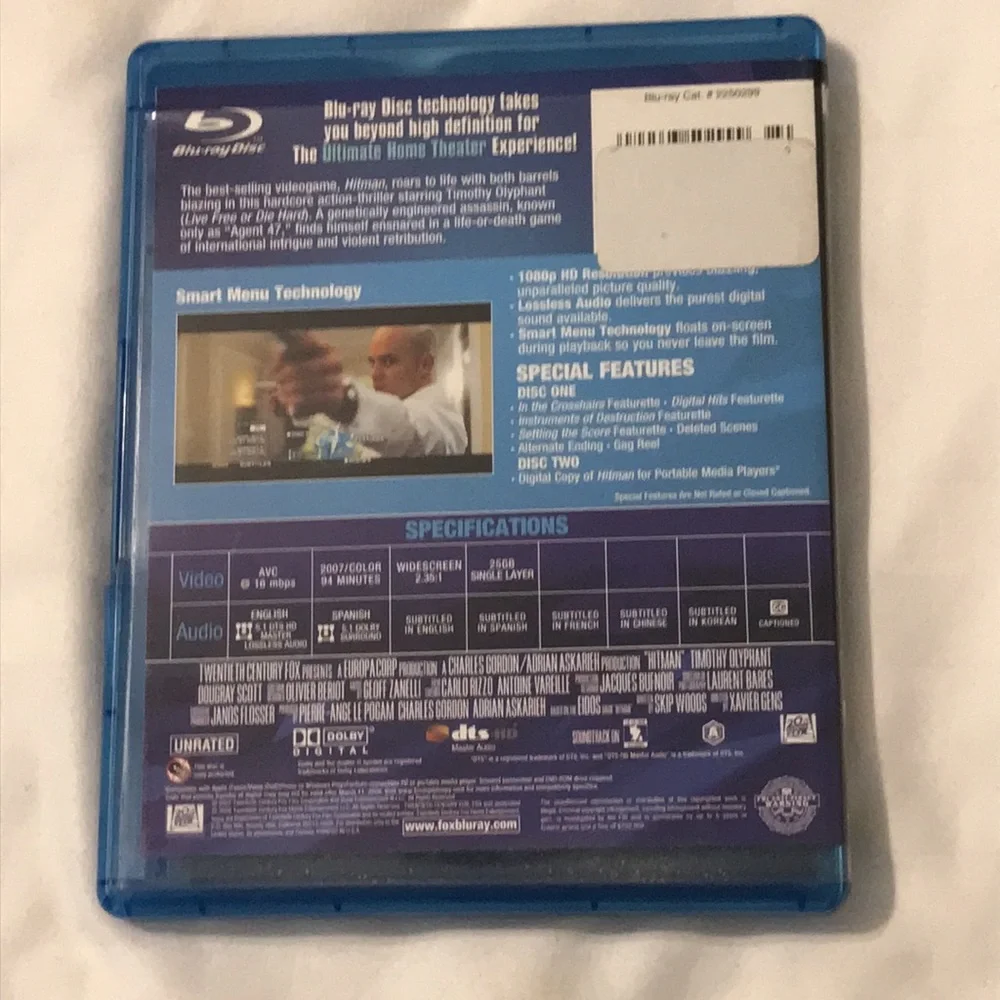 Blu-ray Disc
Blu-ray Disc technology takes
you beyond high definition for
The Ultimate Home Theater Experience!
Blu-ray Cat. # 2250299
The best-selling videogame, Hitman, roars to life with both barrels
blazing in this hardcore action-thriller starring Timothy Olyphant
(Live Free or Die Hard). A genetically engineered assassin, known
only as "Agent 47," finds himself ensnared in a life-or-death game
of international intrigue and violent retribution.
Smart Menu Technology
• 1080p HD Resolution provides
unparalleled picture quality.
• Lossless Audio delivers the purest digital
sound available.
• Smart Menu Technology floats on-screen
during playback so you never leave the film.
SPECIAL FEATURES
DISC ONE
• In the Crosshairs Featurette • Digital Hits Featurette
• Instruments of Destruction Featurette
• Settling the Score Featurette • Deleted Scenes
• Alternate Ending • Gag Reel
DISC TWO
• Digital Copy of Hitman for Portable Media Players*
Special Features Are Not Rated or Closed Captioned
SPECIFICATIONS
Video
AVC
@ 16 mbps
2007/COLOR
94 MINUTES
WIDESCREEN
2.35:1
25GB
SINGLE LAYER
Audio
ENGLISH
5.1 DTS HD
MASTER
LOSSLESS AUDIO
SPANISH
5.1 DOLBY
SURROUND
SUBTITLED
IN ENGLISH
SUBTITLED
IN SPANISH
SUBTITLED
IN FRENCH
SUBTITLED
IN CHINESE
SUBTITLED
IN KOREAN
CAPTIONED
TWENTIETH CENTURY FOX PRESENTS A EUROPACORP PRODUCTION A CHARLES GORDON/ADRIAN ASKARIEH PRODUCTION "HITMAN" TIMOTHY OLYPHANT
DOUGRAY SCOTT OLIVIER BERIOT GEOFF ZANELLI CARLO RIZZO ANTOINE VAREILLE JACQUES BUFNOIR LAURENT BARES
JANOS FLOSSER PIERRE-ANGE LE POGAM CHARLES GORDON ADRIAN ASKARIEH EIDOS SKIP WOODS XAVIER GENS
UNRATED
DOLBY
DIGITAL
dts HD
Master Audio
SOUNDTRACK ON
A
www.foxbluray.com